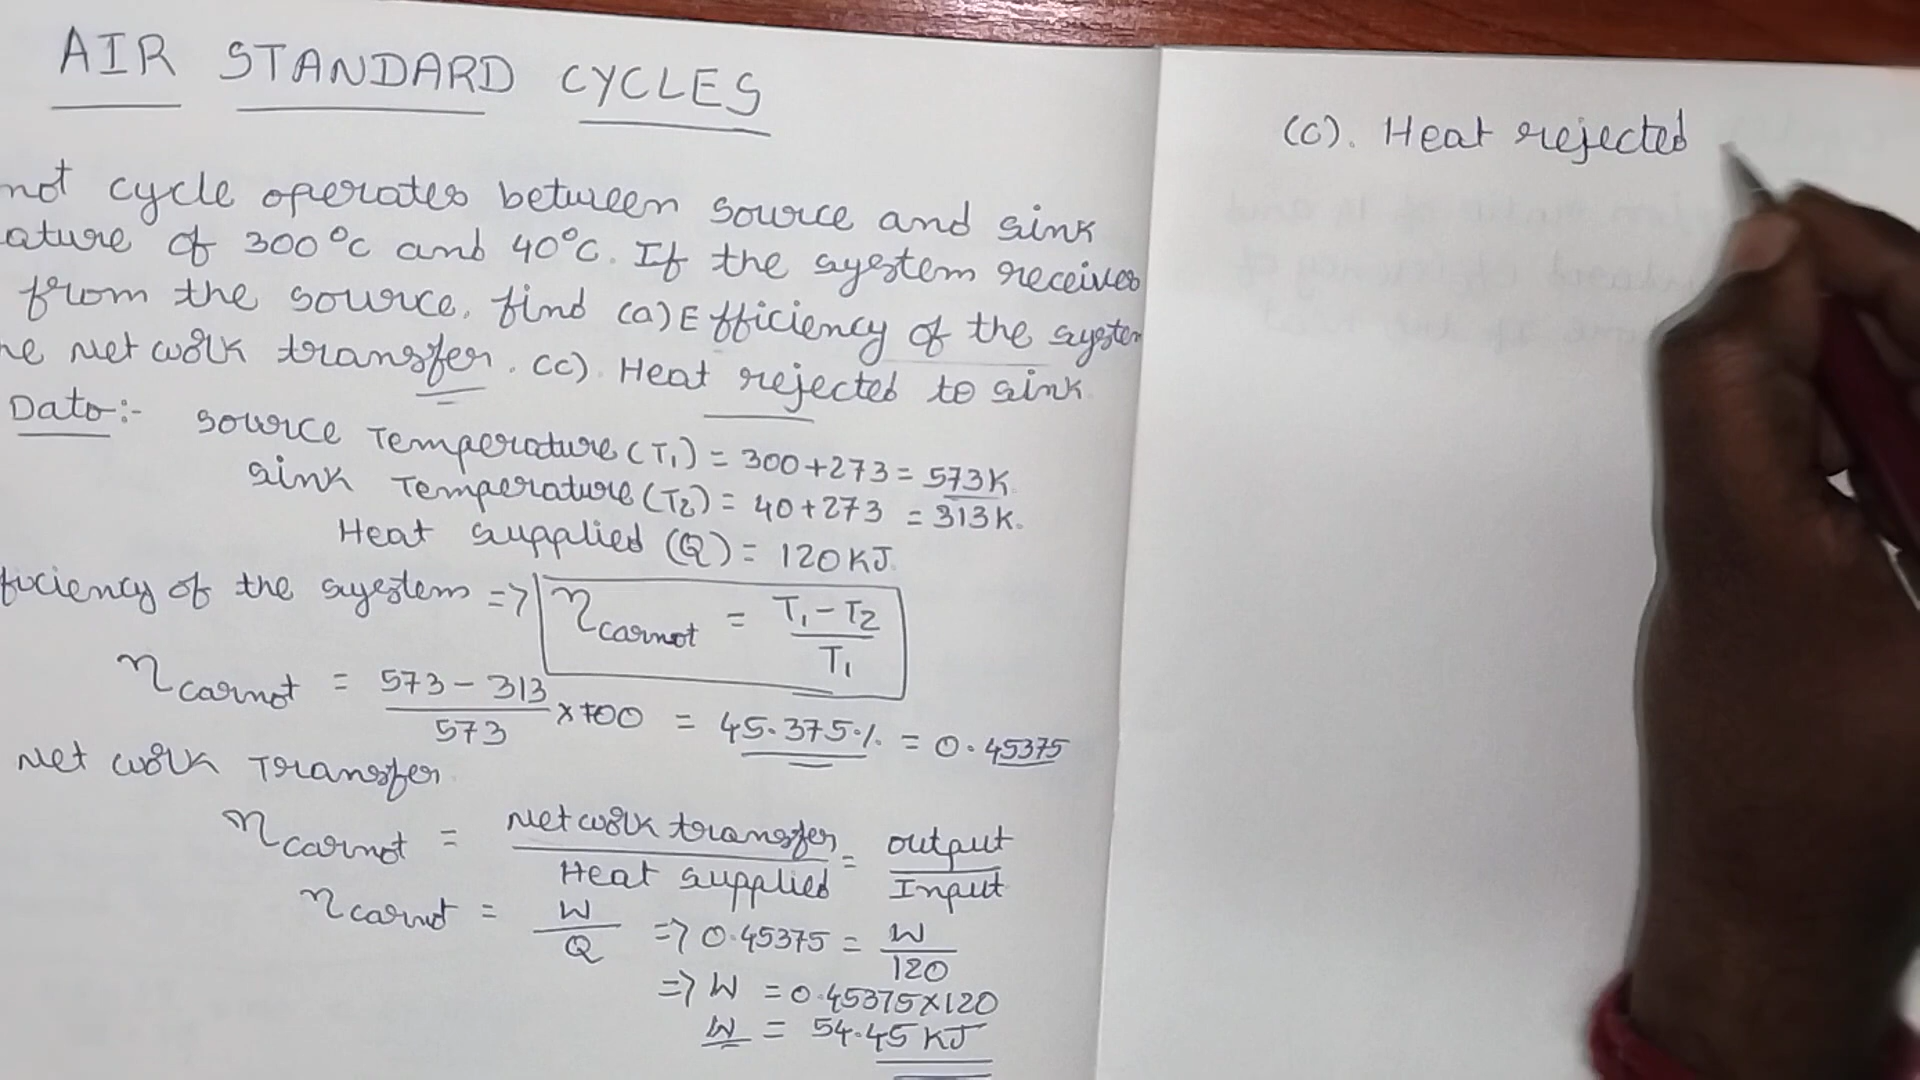 AIR STANDARD CYCLES
not cycle operates between source and sink
ature of 300°c and 40°c. If the system receives
from the source, find (a) Efficiency of the system
he Net work transfer. (c). Heat rejected to sink
Data:-
Source Temperature (T1) = 300+273 = 573K.
Sink Temperature (T2) = 40+273 = 313K.
Heat supplied (Q) = 120KJ.
ficiency of the system => ηcarnot = T1-T2/T1
ηcarnot = 573-313/573 ×100 = 45.375% = 0.45375
Net work Transfer
ηcarnot = Net work transfer/Heat supplied = output/Input
ηcarnot = W/Q => 0.45375 = W/120
=> W = 0.45375×120
W = 54.45 KJ
(c). Heat rejected